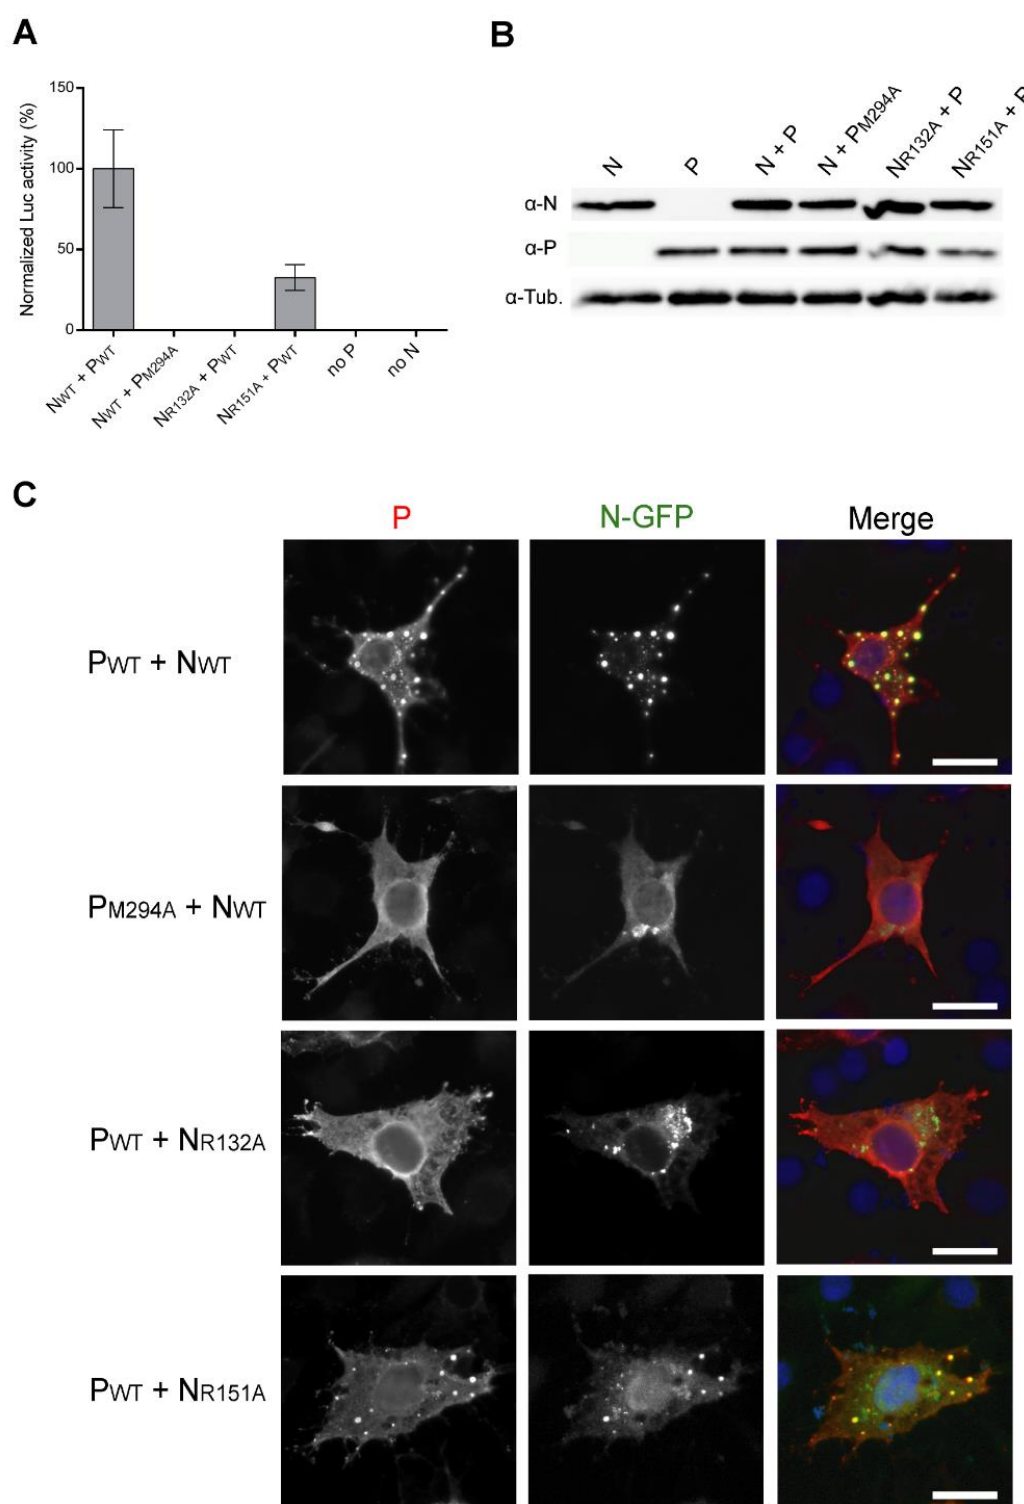 A
Normalized Luc activity (%)
150
100
50
0
NWT + PWT
NWT + PM294A
NR132A + PWT
NR151A + PWT
no P
no N
B
N
P
N + P
N + PM294A
NR132A + P
NR151A + P
α-N
α-P
α-Tub.
C
P
N-GFP
Merge
PWT + NWT
PM294A + NWT
PWT + NR132A
PWT + NR151A